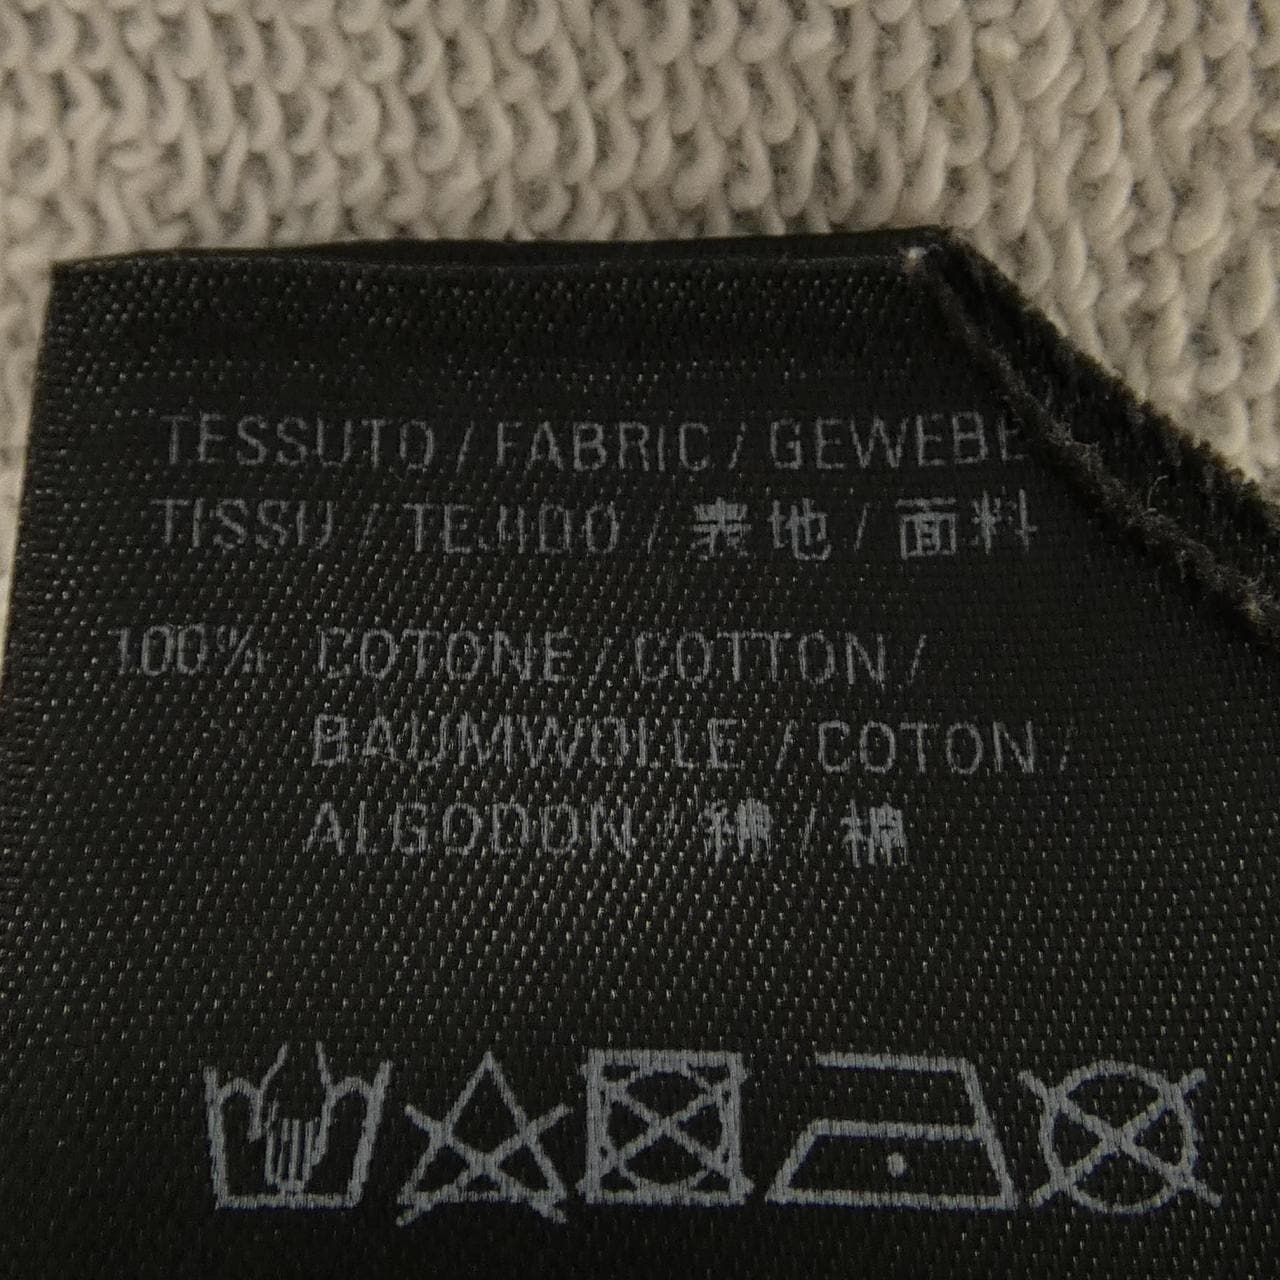 TESSUTO / FABRIC / GEWEBE
TISSU / TEJIDO / 表地 / 面料
100% COTONE / COTTON /
BAUMWOLLE / COTON /
ALGODON / 綿 / 棉